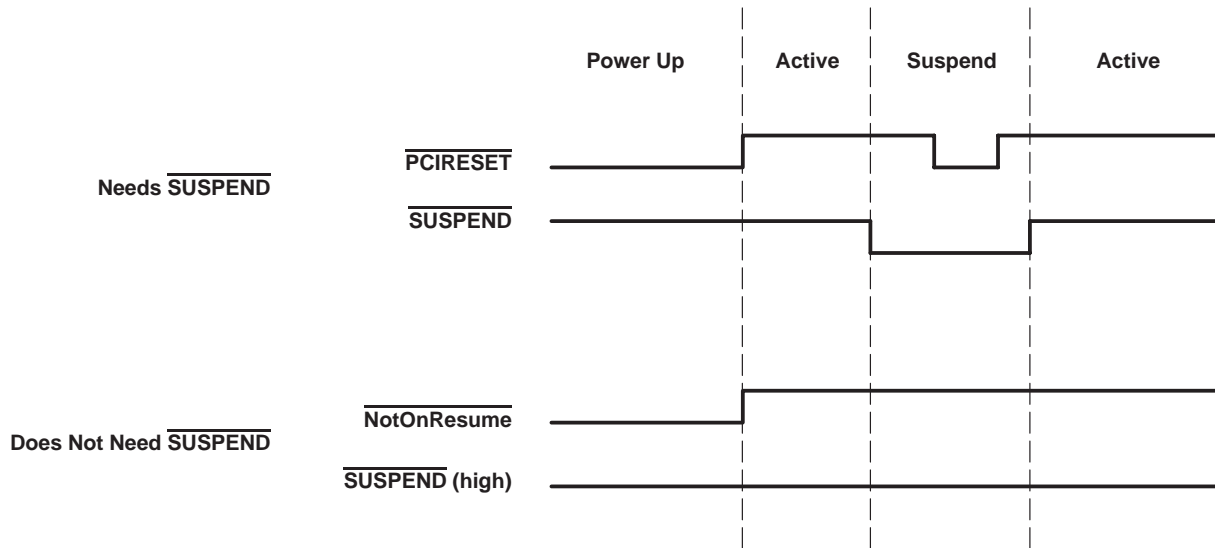 Power Up Active Suspend Active
PCIRESET
Needs SUSPEND
SUSPEND
NotOnResume
Does Not Need SUSPEND
SUSPEND (high)